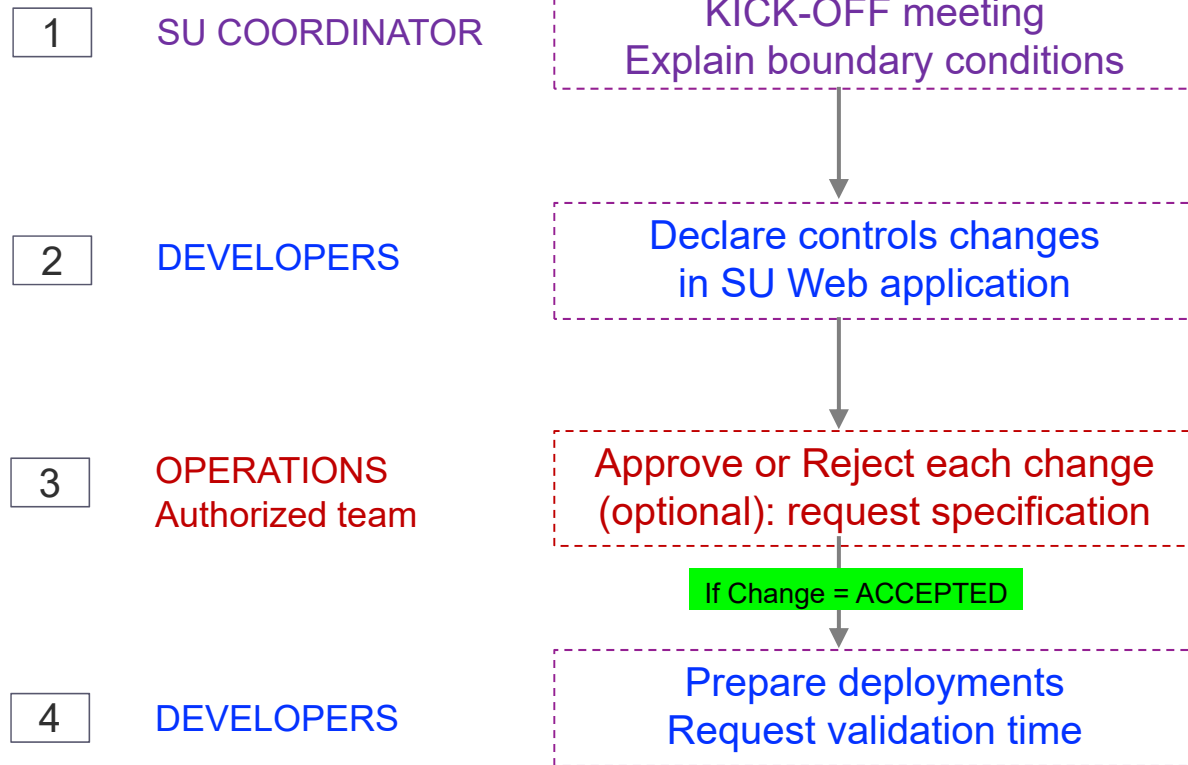 1
SU COORDINATOR
KICK-OFF meeting
Explain boundary conditions
2
DEVELOPERS
Declare controls changes
in SU Web application
3
OPERATIONS
Authorized team
Approve or Reject each change
(optional): request specification
If Change = ACCEPTED
4
DEVELOPERS
Prepare deployments
Request validation time